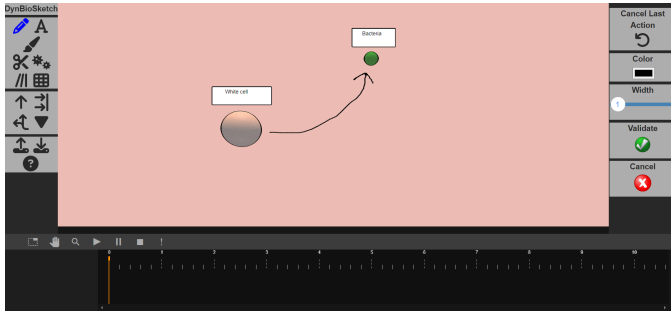 DynBioSketch
A
Bacteria
White cell
Cancel Last
Action
Color
Width
1
Validate
Cancel
?
!
0 1 2 3 4 5 6 7 8 9 10